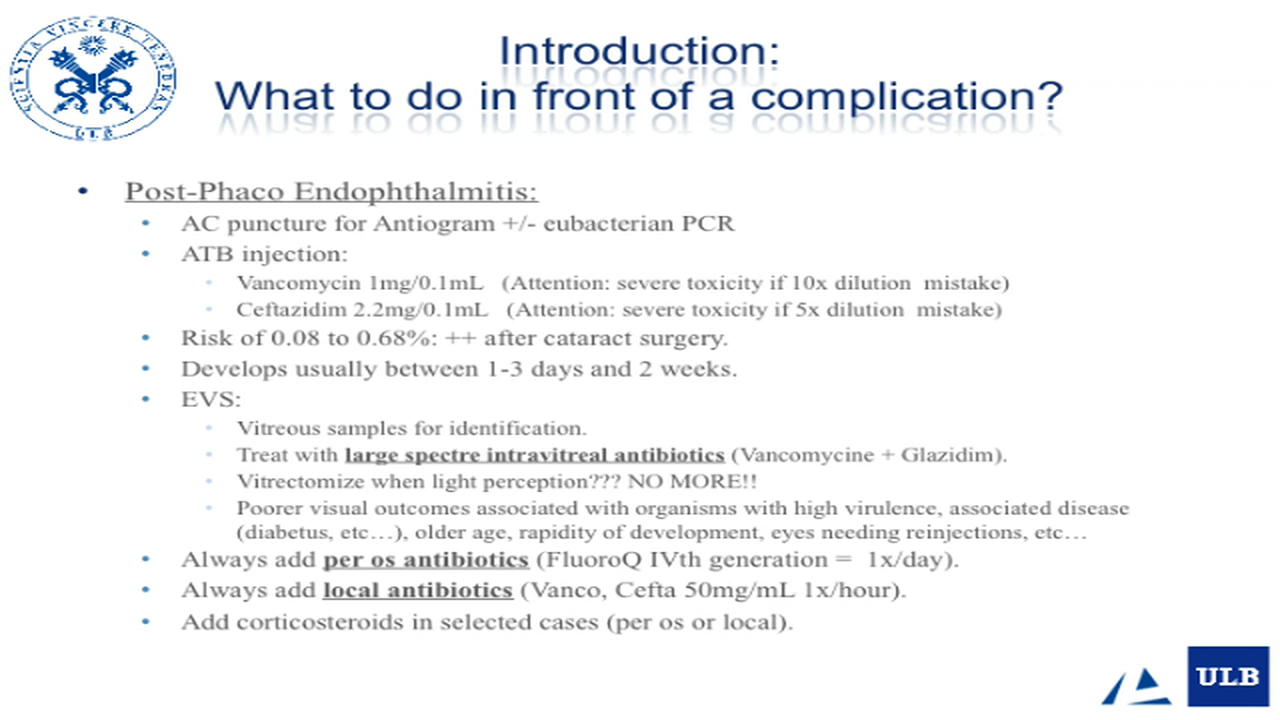 SCIENTIA VINCERE TENEBRAS
U L B
Introduction:
What to do in front of a complication?
• Post-Phaco Endophthalmitis:
• AC puncture for Antiogram +/- eubacterian PCR
• ATB injection:
• Vancomycin 1mg/0.1mL (Attention: severe toxicity if 10x dilution mistake)
• Ceftazidim 2.2mg/0.1mL (Attention: severe toxicity if 5x dilution mistake)
• Risk of 0.08 to 0.68%: ++ after cataract surgery.
• Develops usually between 1-3 days and 2 weeks.
• EVS:
• Vitreous samples for identification.
• Treat with large spectre intravitreal antibiotics (Vancomycine + Glazidim).
• Vitrectomize when light perception??? NO MORE!!
• Poorer visual outcomes associated with organisms with high virulence, associated disease
(diabetus, etc…), older age, rapidity of development, eyes needing reinjections, etc…
• Always add per os antibiotics (FluoroQ IVth generation = 1x/day).
• Always add local antibiotics (Vanco, Cefta 50mg/mL 1x/hour).
• Add corticosteroids in selected cases (per os or local).
ULB